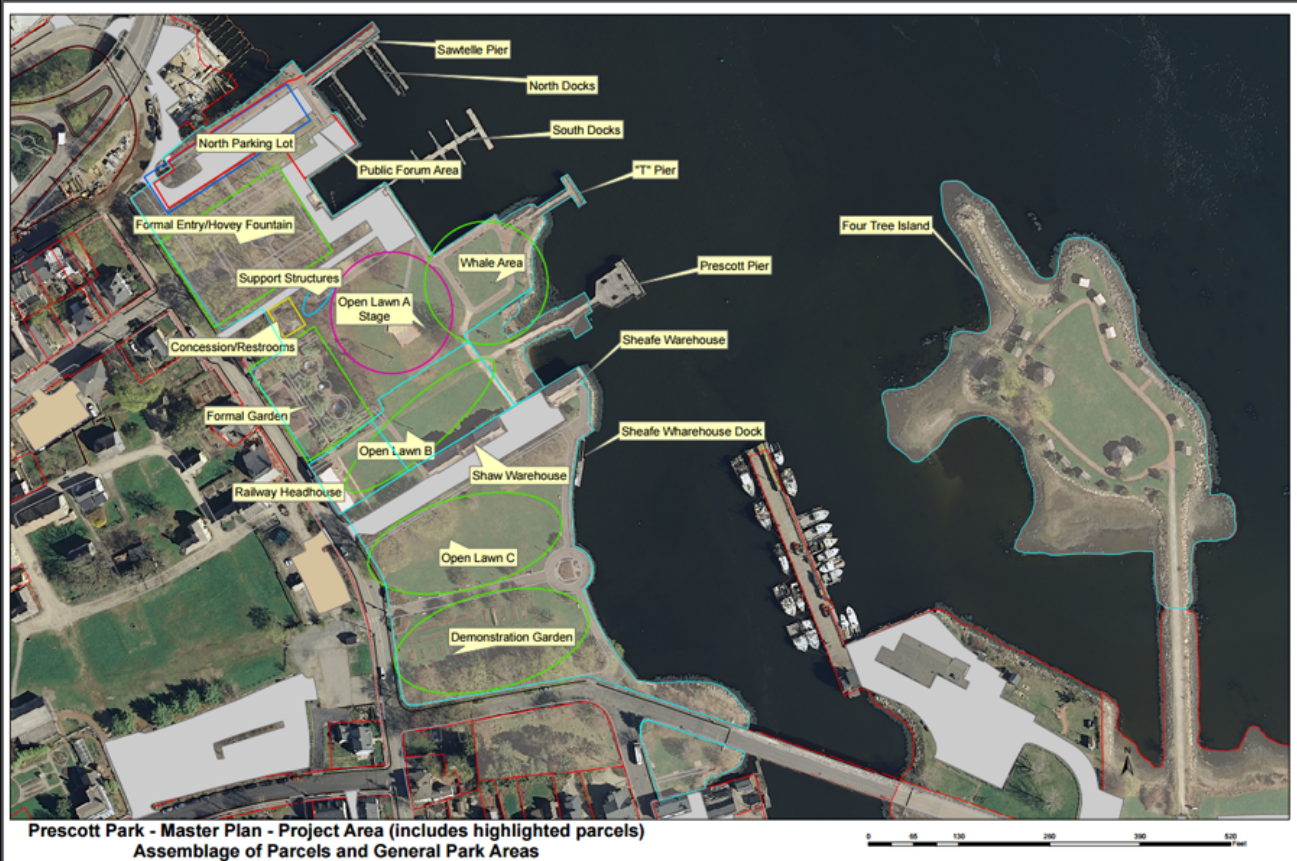 Sawtelle Pier
North Docks
South Docks
North Parking Lot
Public Forum Area
"T" Pier
Formal Entry/Hovey Fountain
Four Tree Island
Whale Area
Prescott Pier
Support Structures
Open Lawn A
Stage
Sheafe Warehouse
Concession/Restrooms
Formal Garden
Sheafe Wharehouse Dock
Open Lawn B
Shaw Warehouse
Railway Headhouse
Open Lawn C
Demonstration Garden
Prescott Park - Master Plan - Project Area (includes highlighted parcels)
Assemblage of Parcels and General Park Areas
0 65 130 260 390 520
Feet